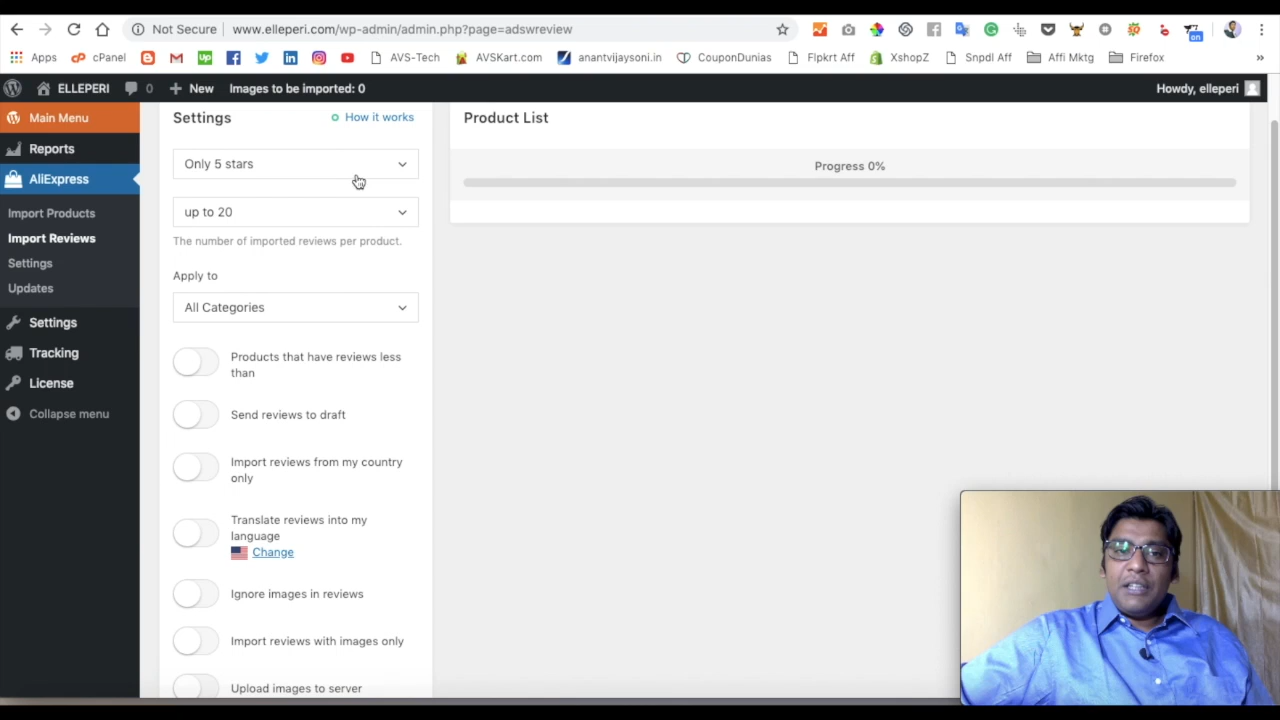 Not Secure www.elleperi.com/wp-admin/admin.php?page=adswreview
on
Apps cPanel AVS-Tech AVSKart.com anantvijaysoni.in CouponDunias Flpkrt Aff XshopZ Snpdl Aff Affi Mktg Firefox »
ELLEPERI 0 New Images to be imported: 0 Howdy, elleperi
Main Menu
Reports
AliExpress
Import Products
Import Reviews
Settings
Updates
Settings
Tracking
License
Collapse menu
Settings How it works
Only 5 stars
up to 20
The number of imported reviews per product.
Apply to
All Categories
Products that have reviews less
than
Send reviews to draft
Import reviews from my country
only
Translate reviews into my
language
Change
Ignore images in reviews
Import reviews with images only
Upload images to server
Product List
Progress 0%